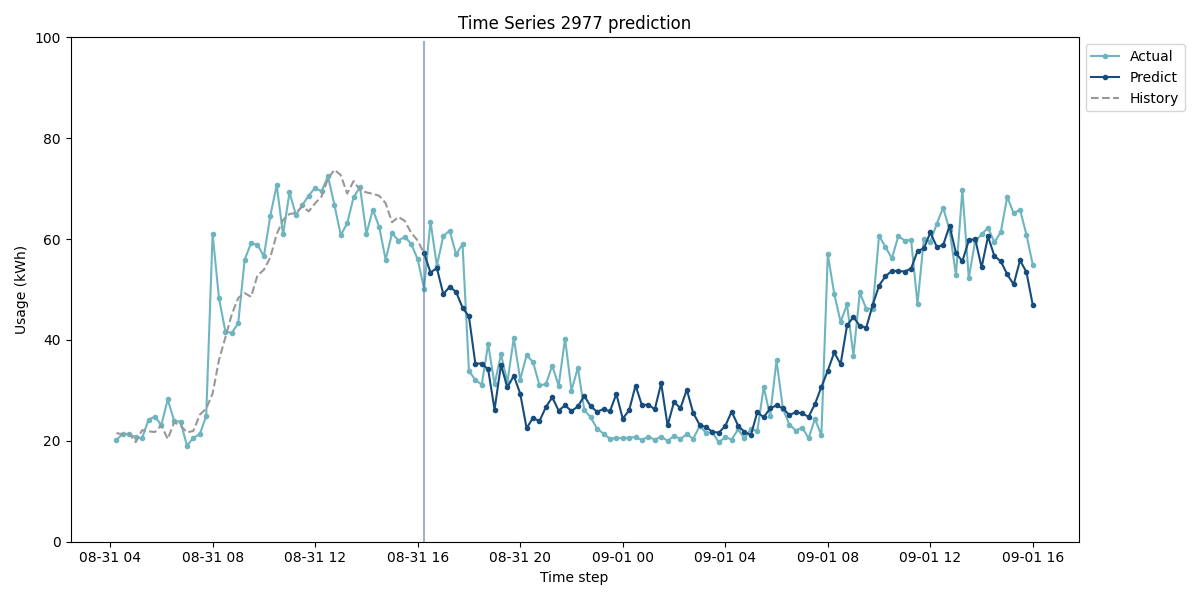 Time Series 2977 prediction
100
80
60
40
20
0
Usage (kWh)
08-31 04
08-31 08
08-31 12
08-31 16
08-31 20
09-01 00
09-01 04
09-01 08
09-01 12
09-01 16
Time step
Actual
Predict
History